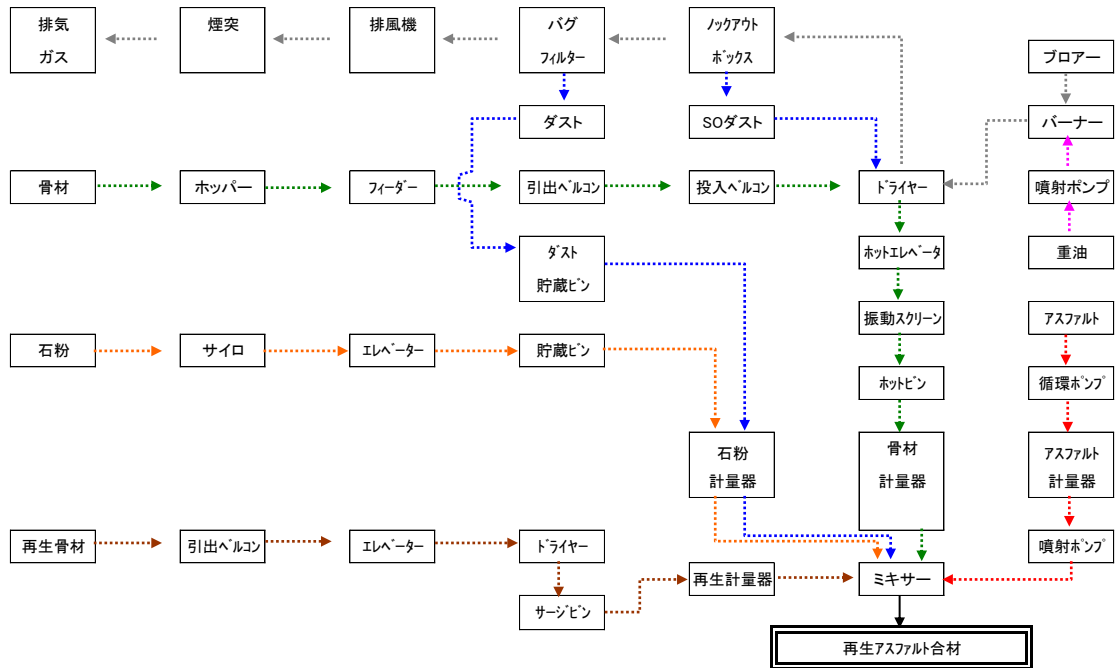 排気
ガス
煙突
排風機
バグ
フィルター
ノックアウト
ボックス
ブロアー
ダスト
SOダスト
バーナー
骨材
ホッパー
フィーダー
引出ベルコン
投入ベルコン
ドライヤー
噴射ポンプ
ダスト
貯蔵ビン
ホットエレベータ
重油
石粉
サイロ
エレベーター
貯蔵ビン
振動スクリーン
アスファルト
ホットビン
循環ポンプ
石粉
計量器
骨材
計量器
アスファルト
計量器
再生骨材
引出ベルコン
エレベーター
ドライヤー
噴射ポンプ
サージビン
再生計量器
ミキサー
再生アスファルト合材